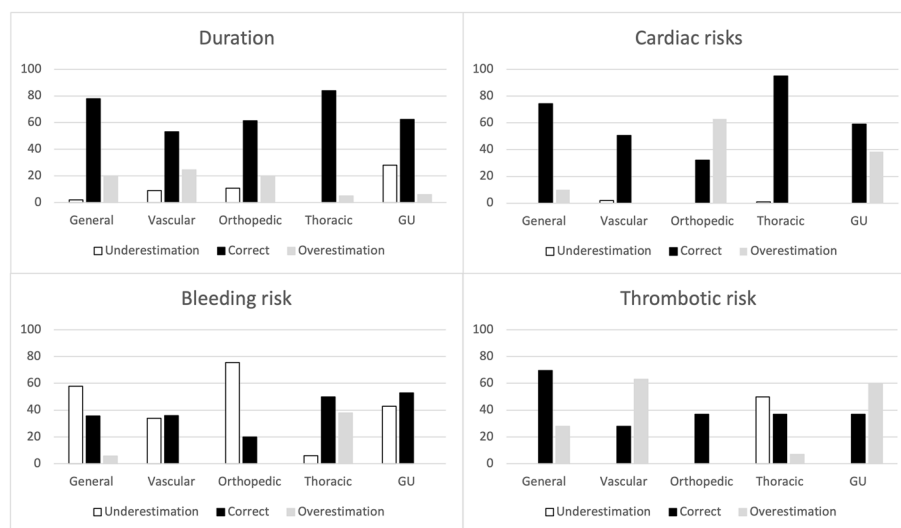 Duration
100
80
60
40
20
0
General Vascular Orthopedic Thoracic GU
Underestimation Correct Overestimation
Cardiac risks
100
80
60
40
20
0
General Vascular Orthopedic Thoracic GU
Underestimation Correct Overestimation
Bleeding risk
100
80
60
40
20
0
General Vascular Orthopedic Thoracic GU
Underestimation Correct Overestimation
Thrombotic risk
100
80
60
40
20
0
General Vascular Orthopedic Thoracic GU
Underestimation Correct Overestimation